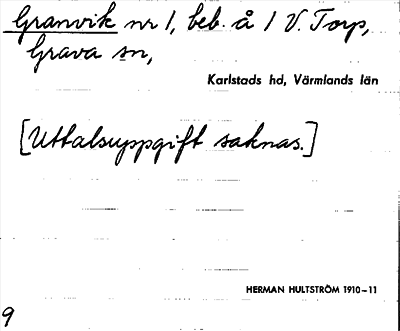 Granvik nr 1, beb. å 1 V. Torp,
Grava sn,
Karlstads hd, Värmlands län
[Uttalsuppgift saknas.]
HERMAN HULTSTRÖM 1910–11
9